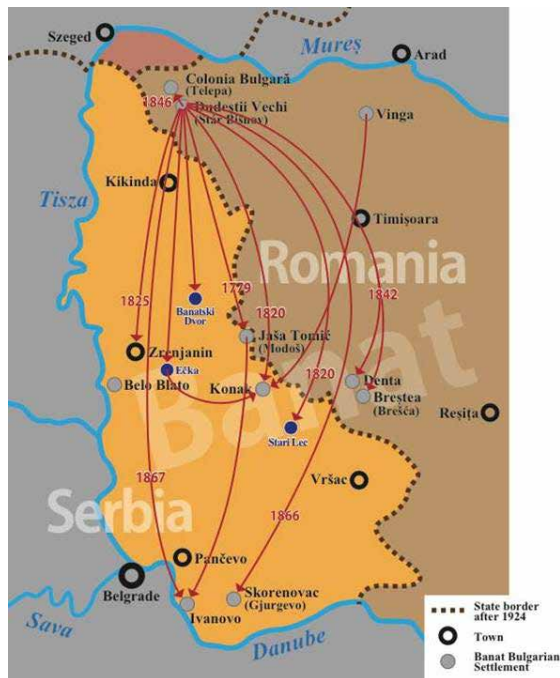 Szeged
Mureș
Arad
Colonia Bulgară
(Telepa)
1846
Dudeștii Vechi
(Stár Bišnov)
Vinga
Kikinda
Tisza
Timișoara
Romania
1779
1825
1842
Banatski
Dvor
1820
Jaša Tomić
(Modoš)
Zrenjanin
Ečka
Banat
Belo Blato
Konak
1820
Denta
Breștea
(Brešća)
Reșița
Stari Lec
1867
Vršac
Serbia
1866
Pančevo
Belgrade
Skorenovac
(Gjurgevo)
Ivanovo
Sava
Danube
State border
after 1924
Town
Banat Bulgarian
Settlement